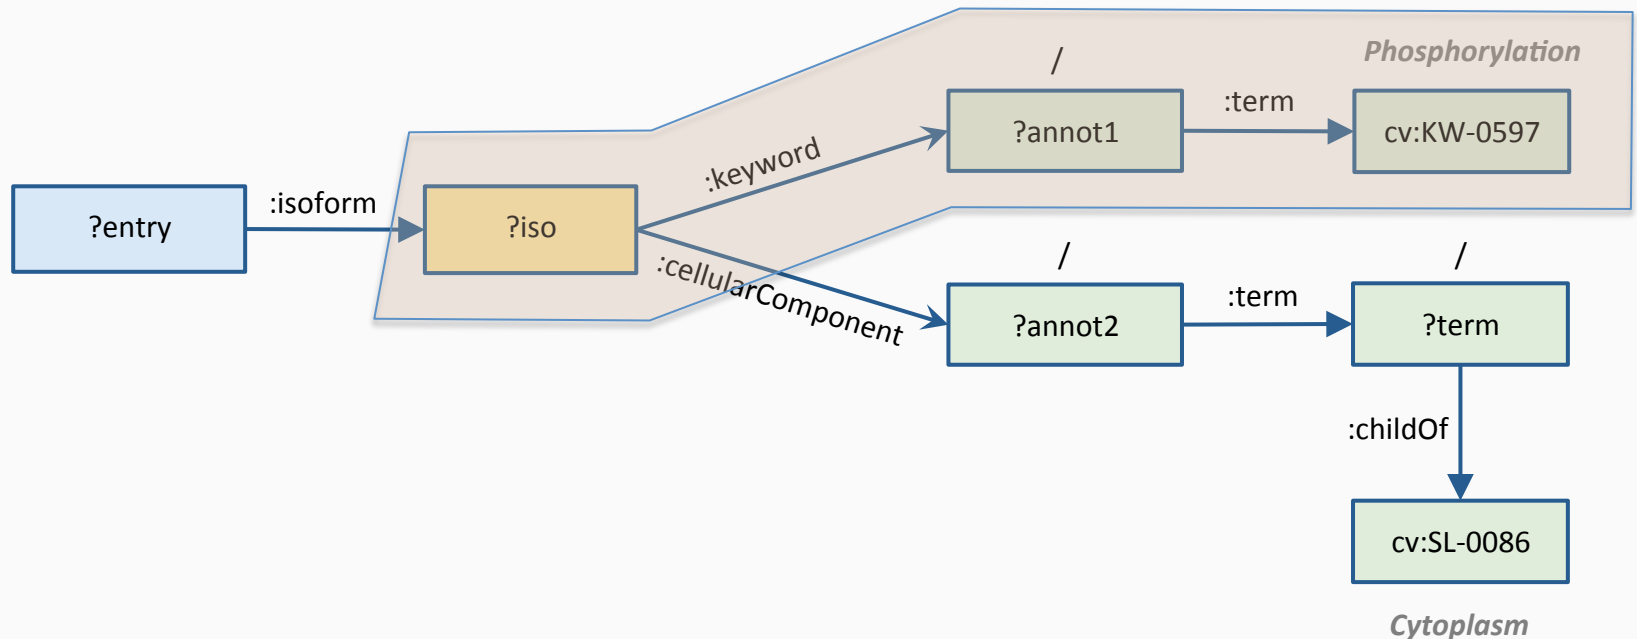 Phosphorylation
/
:term
?annot1
cv:KW-0597
:keyword
:isoform
?entry
?iso
:cellularComponent
/
/
:term
?annot2
?term
:childOf
cv:SL-0086
Cytoplasm